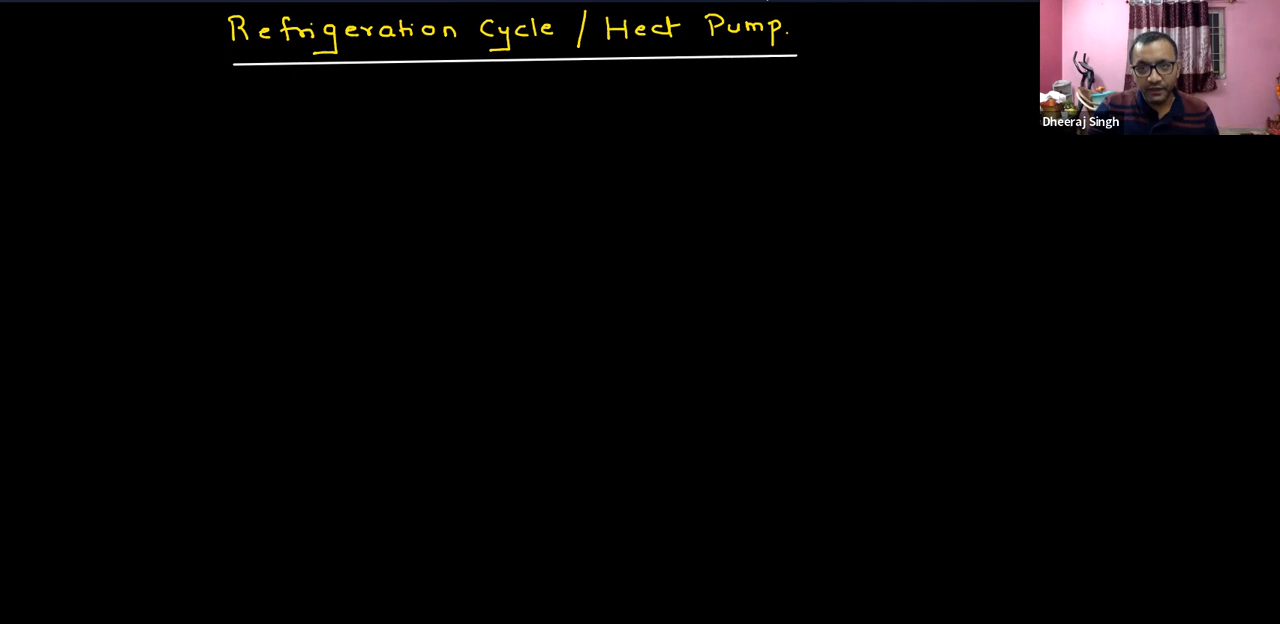 Refrigeration Cycle / Heat Pump.
Dheeraj Singh